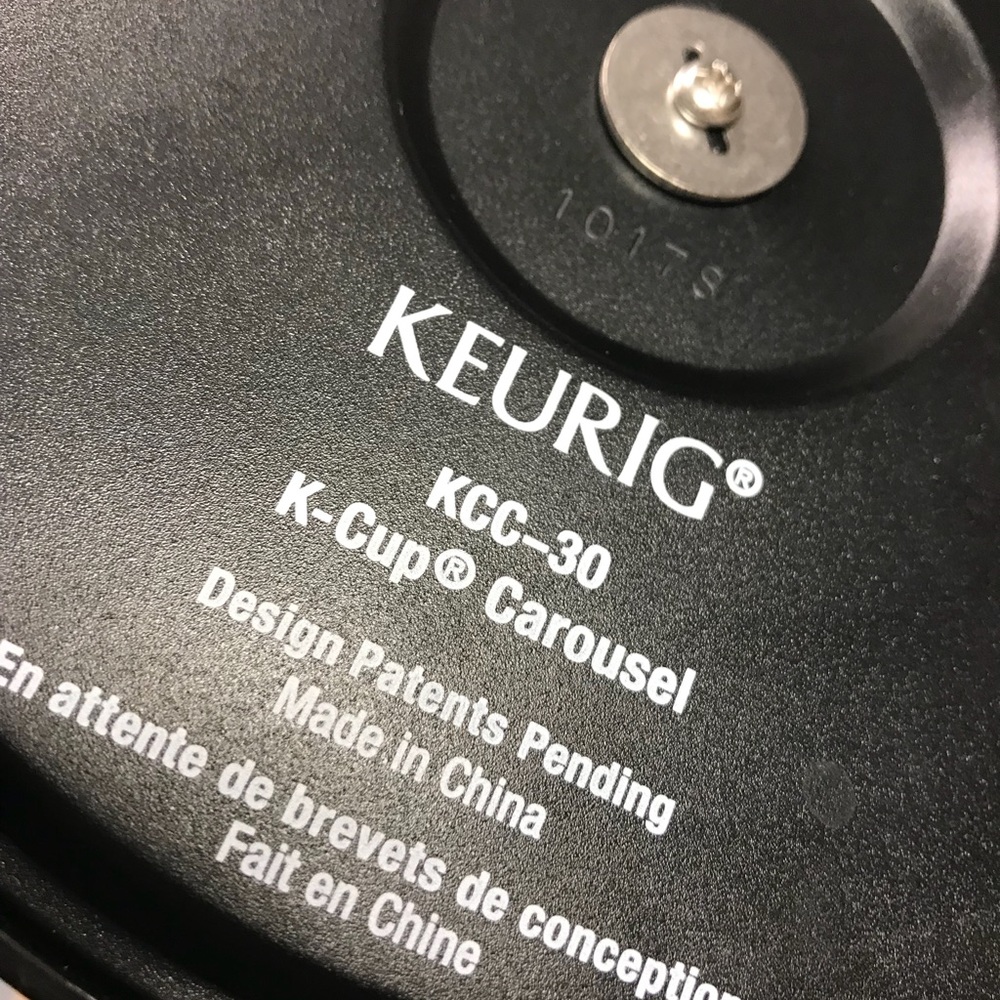 1017S
KEURIG®
KCC-30
K-Cup® Carousel
Design Patents Pending
Made in China
En attente de brevets de conception
Fait en Chine